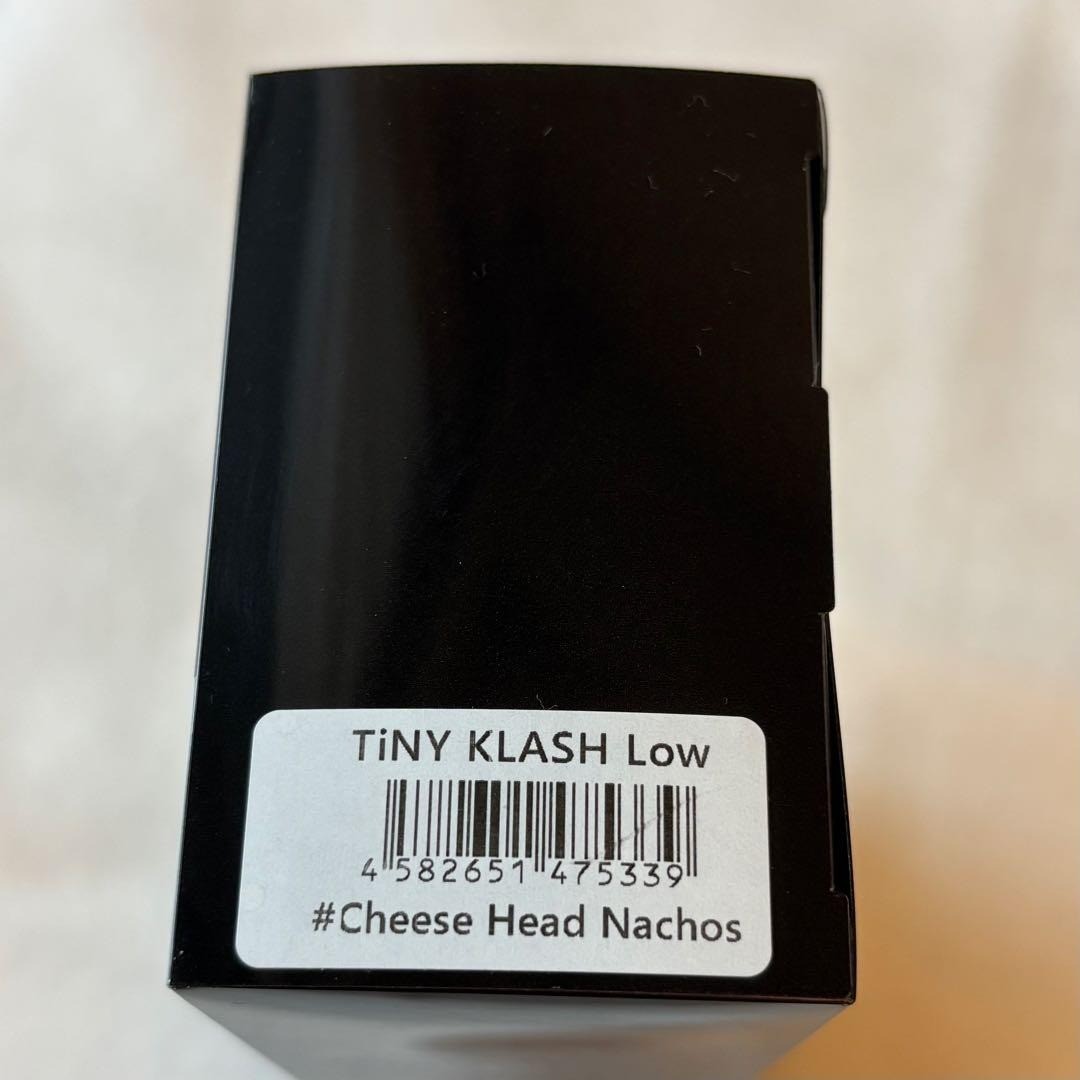 TiNY KLASH Low
4 582651 475339
#Cheese Head Nachos